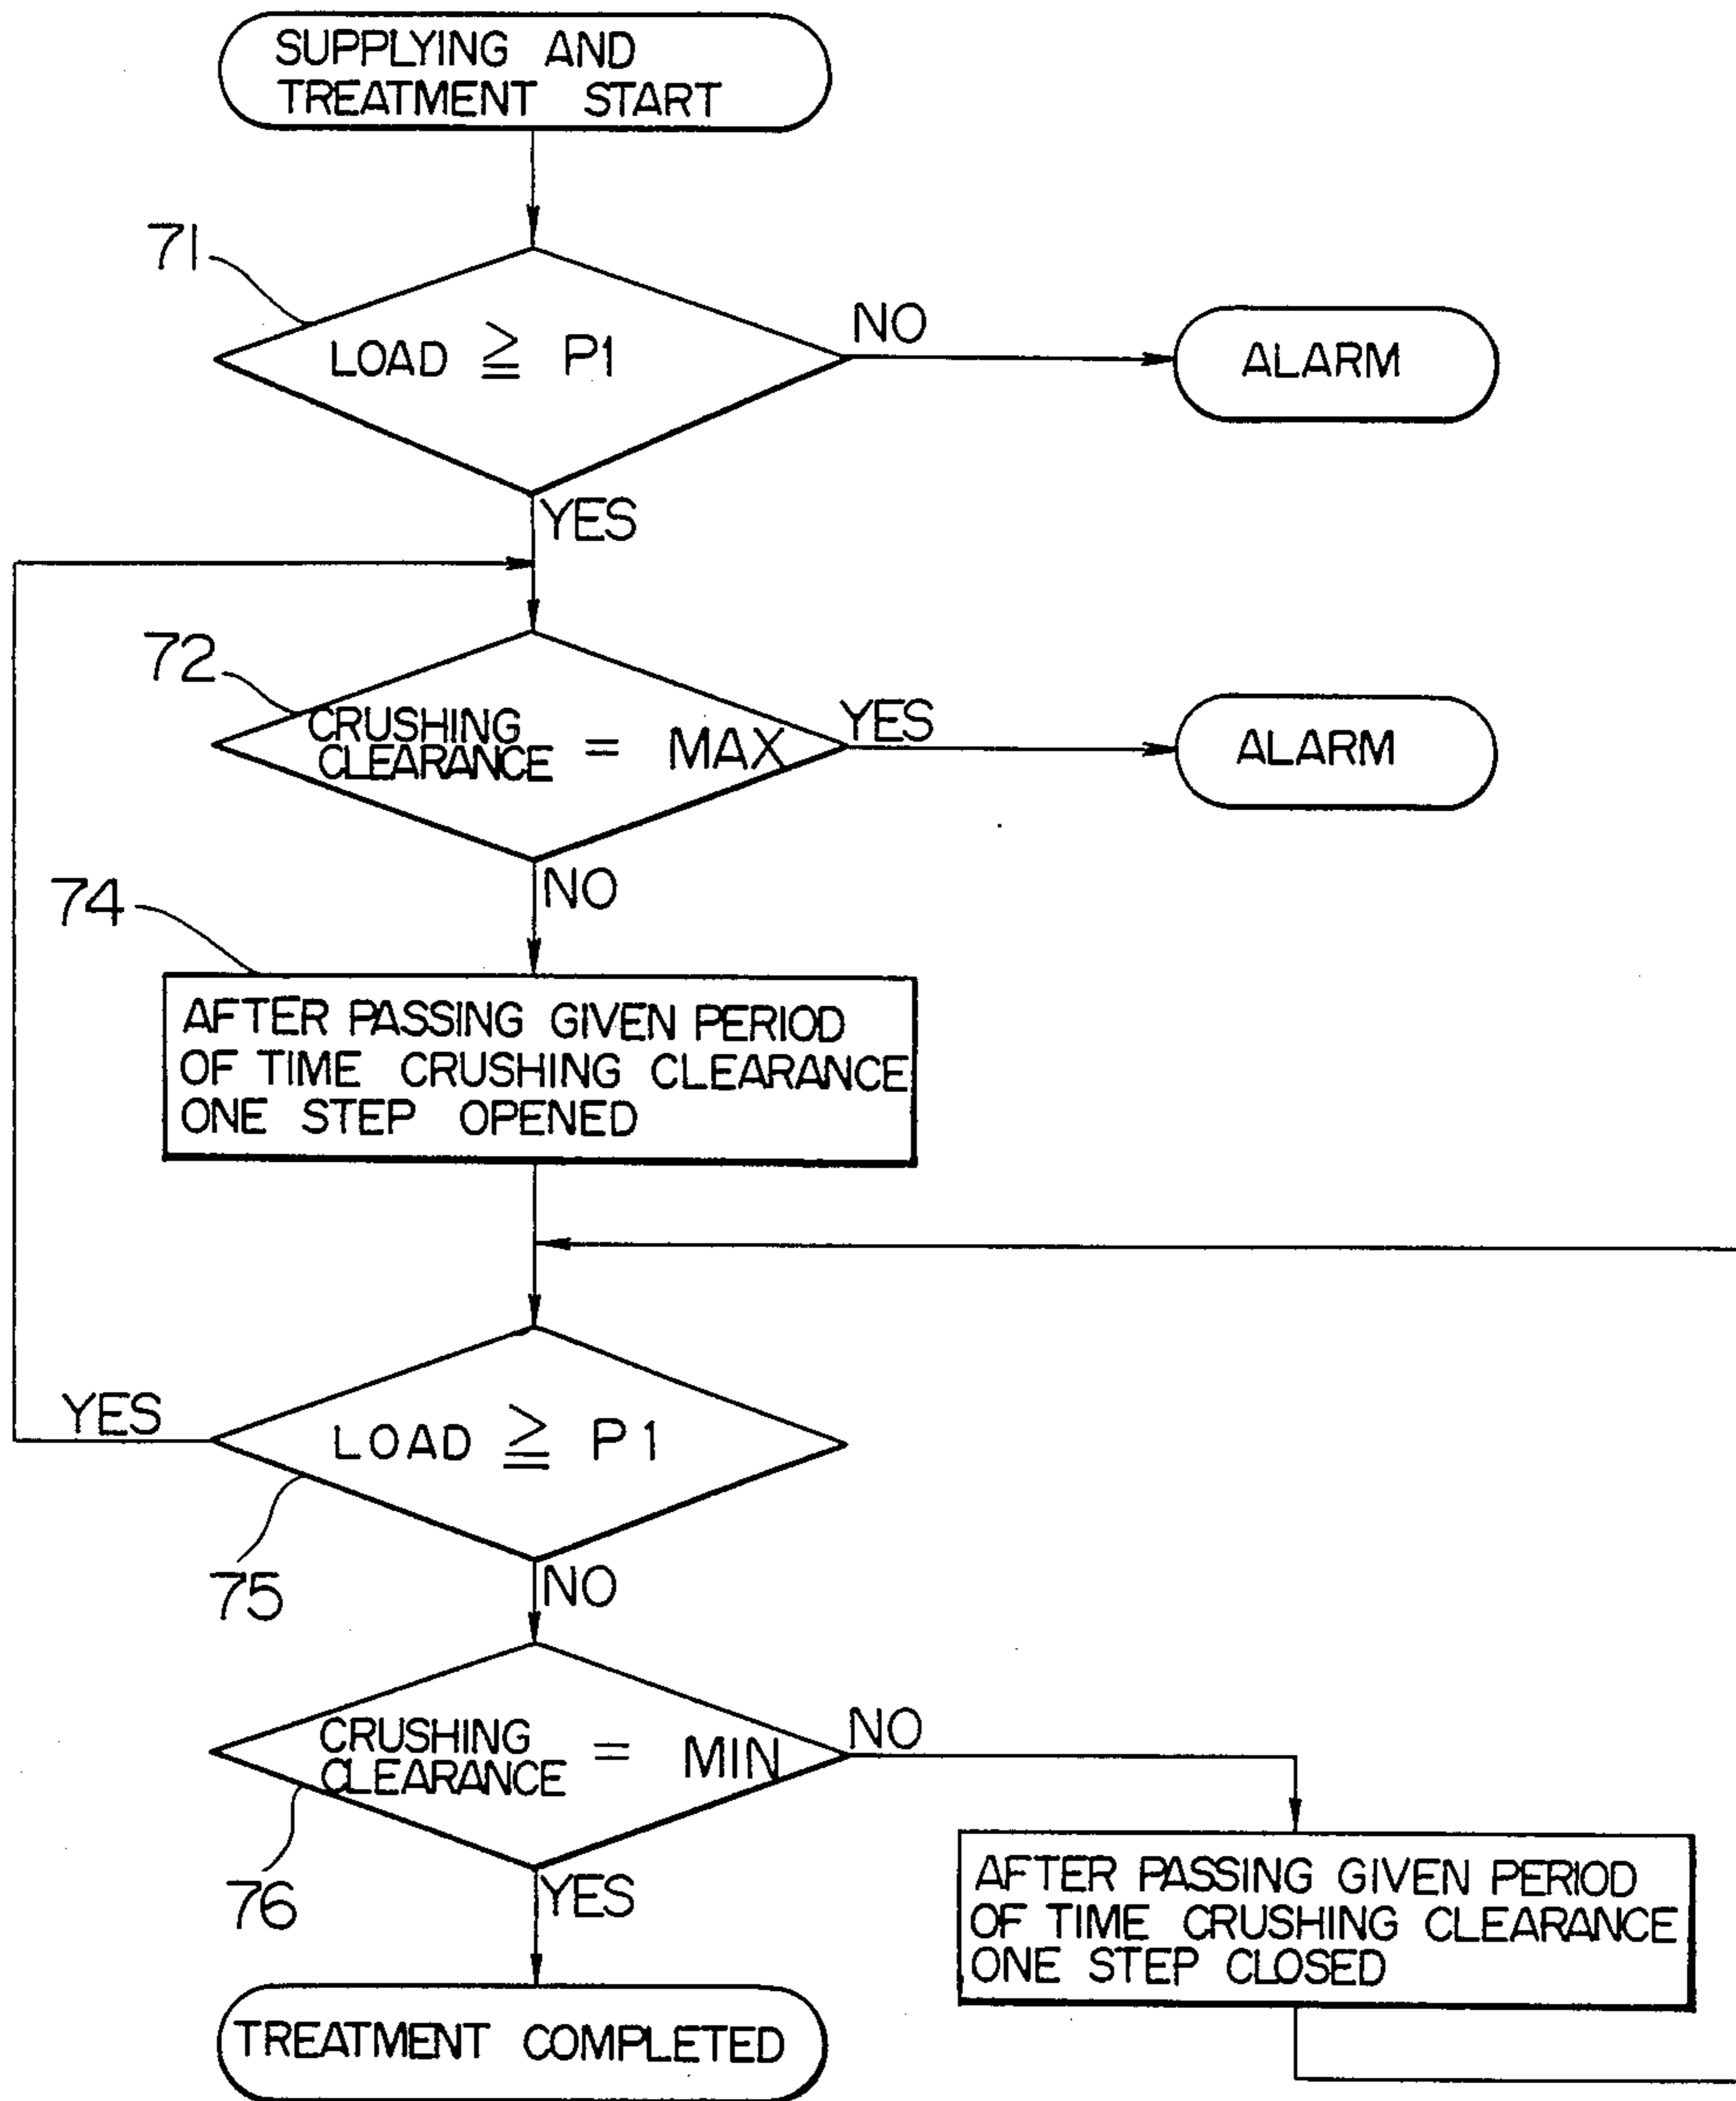 SUPPLYING AND
TREATMENT START
71
LOAD ≧ P1
NO
ALARM
YES
72
CRUSHING
CLEARANCE = MAX
YES
ALARM
NO
74
AFTER PASSING GIVEN PERIOD
OF TIME CRUSHING CLEARANCE
ONE STEP OPENED
YES
LOAD ≧ P1
75
NO
CRUSHING
CLEARANCE = MIN
NO
76
YES
AFTER PASSING GIVEN PERIOD
OF TIME CRUSHING CLEARANCE
ONE STEP CLOSED
TREATMENT COMPLETED